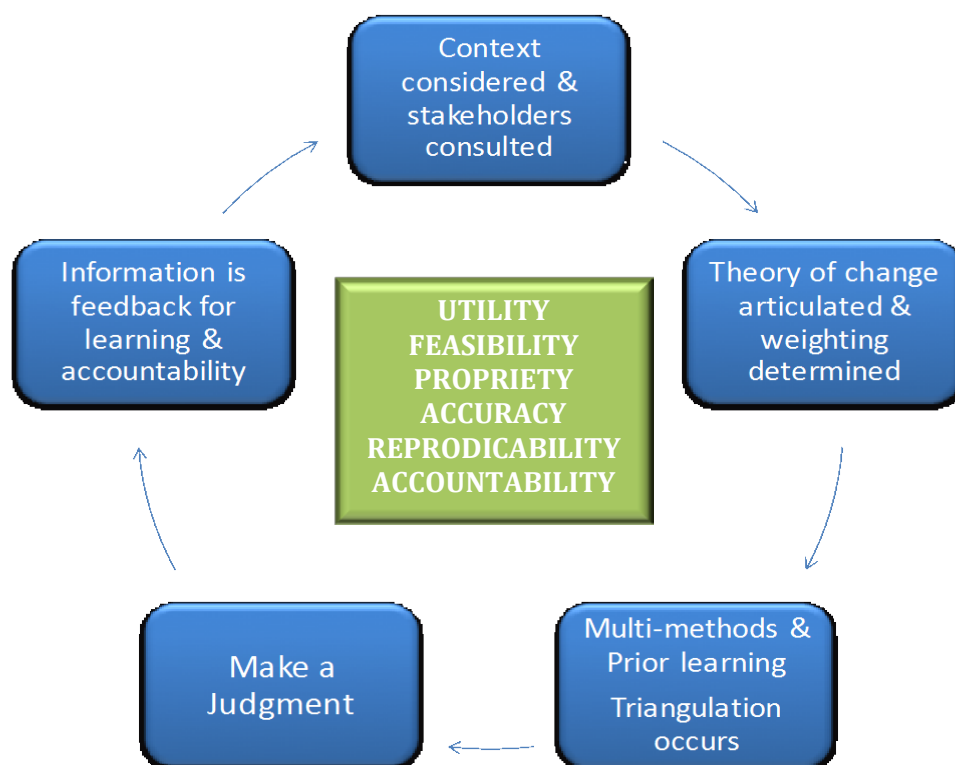 Context
considered &
stakeholders
consulted
Theory of change
articulated &
weighting
determined
Multi-methods &
Prior learning
Triangulation
occurs
Make a
Judgment
Information is
feedback for
learning &
accountability
UTILITY
FEASIBILITY
PROPRIETY
ACCURACY
REPRODICABILITY
ACCOUNTABILITY